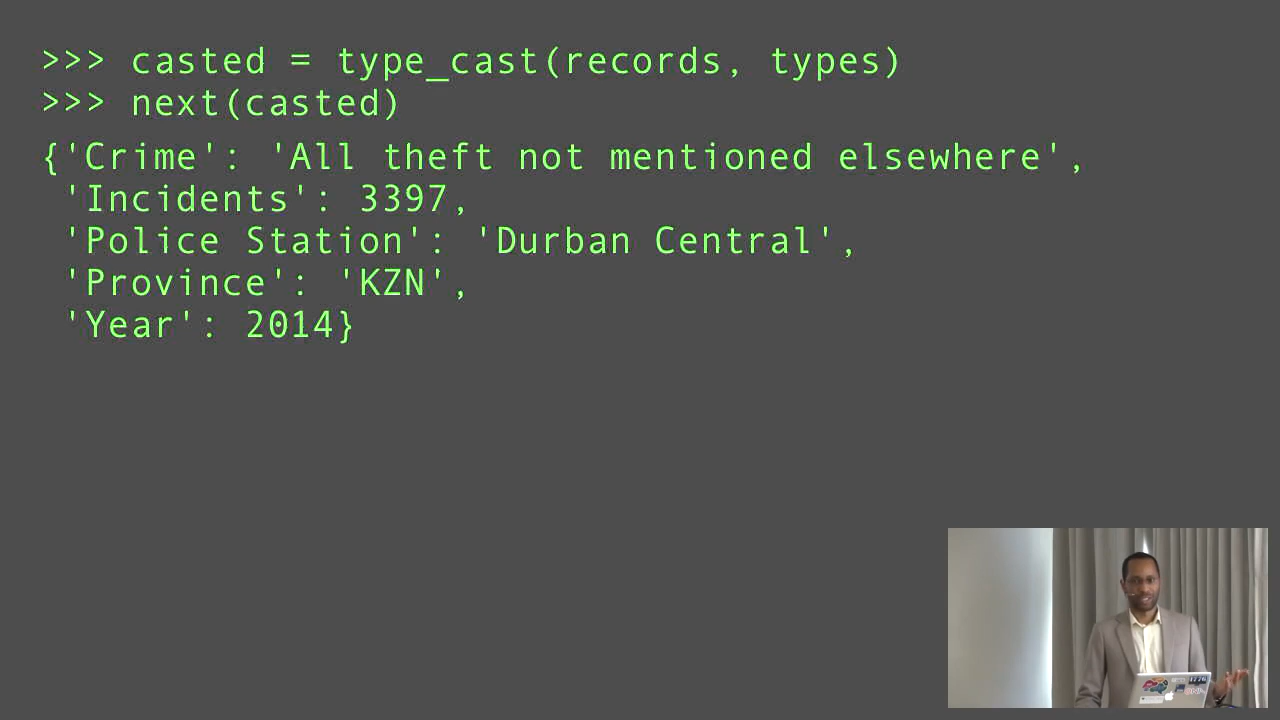 >>> casted = type_cast(records, types)
>>> next(casted)
{'Crime': 'All theft not mentioned elsewhere',
 'Incidents': 3397,
 'Police Station': 'Durban Central',
 'Province': 'KZN',
 'Year': 2014}